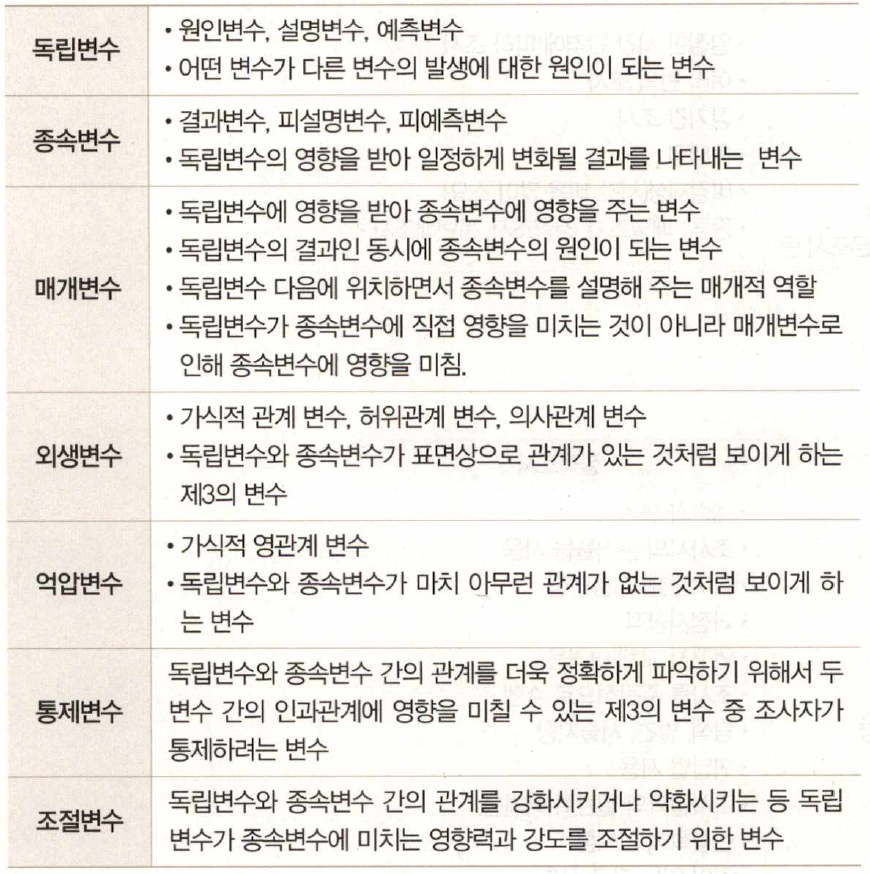 독립변수
• 원인변수, 설명변수, 예측변수
• 어떤 변수가 다른 변수의 발생에 대한 원인이 되는 변수
종속변수
• 결과변수, 피설명변수, 피예측변수
• 독립변수의 영향을 받아 일정하게 변화될 결과를 나타내는 변수
매개변수
• 독립변수에 영향을 받아 종속변수에 영향을 주는 변수
• 독립변수의 결과인 동시에 종속변수의 원인이 되는 변수
• 독립변수 다음에 위치하면서 종속변수를 설명해 주는 매개적 역할
• 독립변수가 종속변수에 직접 영향을 미치는 것이 아니라 매개변수로
인해 종속변수에 영향을 미침.
외생변수
• 가식적 관계 변수, 허위관계 변수, 의사관계 변수
• 독립변수와 종속변수가 표면상으로 관계가 있는 것처럼 보이게 하는
제3의 변수
억압변수
• 가식적 영관계 변수
• 독립변수와 종속변수가 마치 아무런 관계가 없는 것처럼 보이게 하
는 변수
통제변수
독립변수와 종속변수 간의 관계를 더욱 정확하게 파악하기 위해서 두
변수 간의 인과관계에 영향을 미칠 수 있는 제3의 변수 중 조사자가
통제하려는 변수
조절변수
독립변수와 종속변수 간의 관계를 강화시키거나 약화시키는 등 독립
변수가 종속변수에 미치는 영향력과 강도를 조절하기 위한 변수